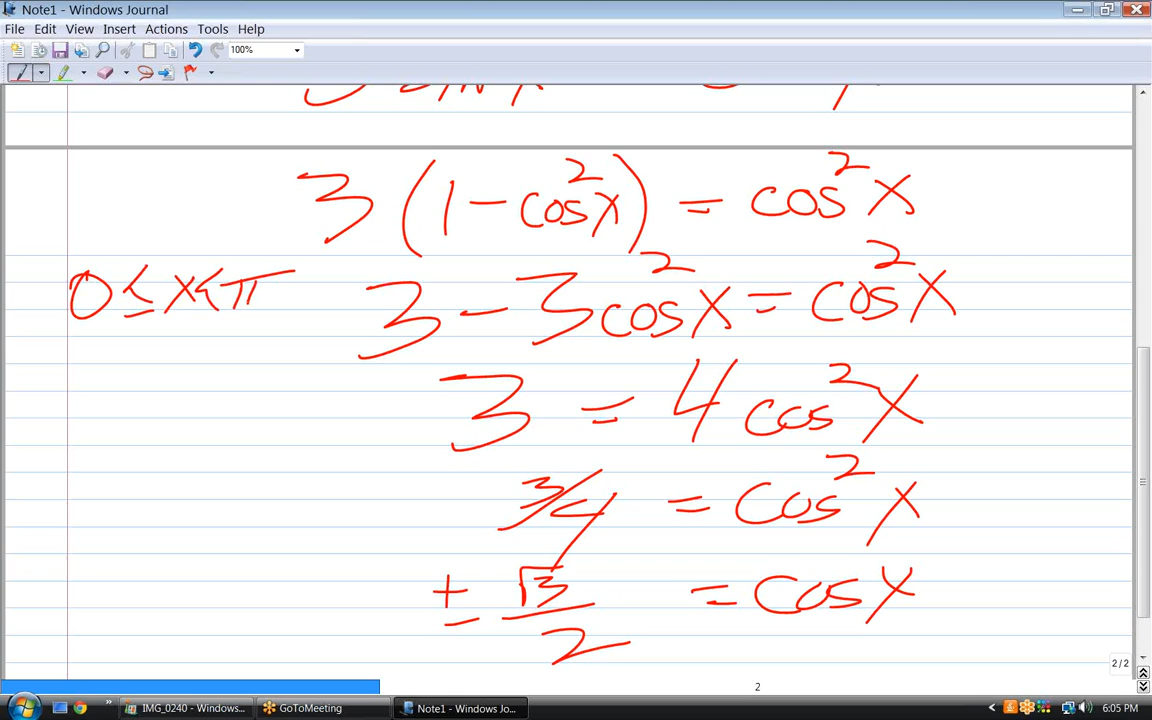 Note1 - Windows Journal
File Edit View Insert Actions Tools Help
100%
3 (1 - cos²x) = cos²x
0 ≤ x < π
3 - 3cos²x = cos²x
3 = 4cos²x
3/4 = cos²x
± √3/2 = cos x
2/2
2
IMG_0240 - Windows... GoToMeeting Note1 - Windows Jo... 6:05 PM